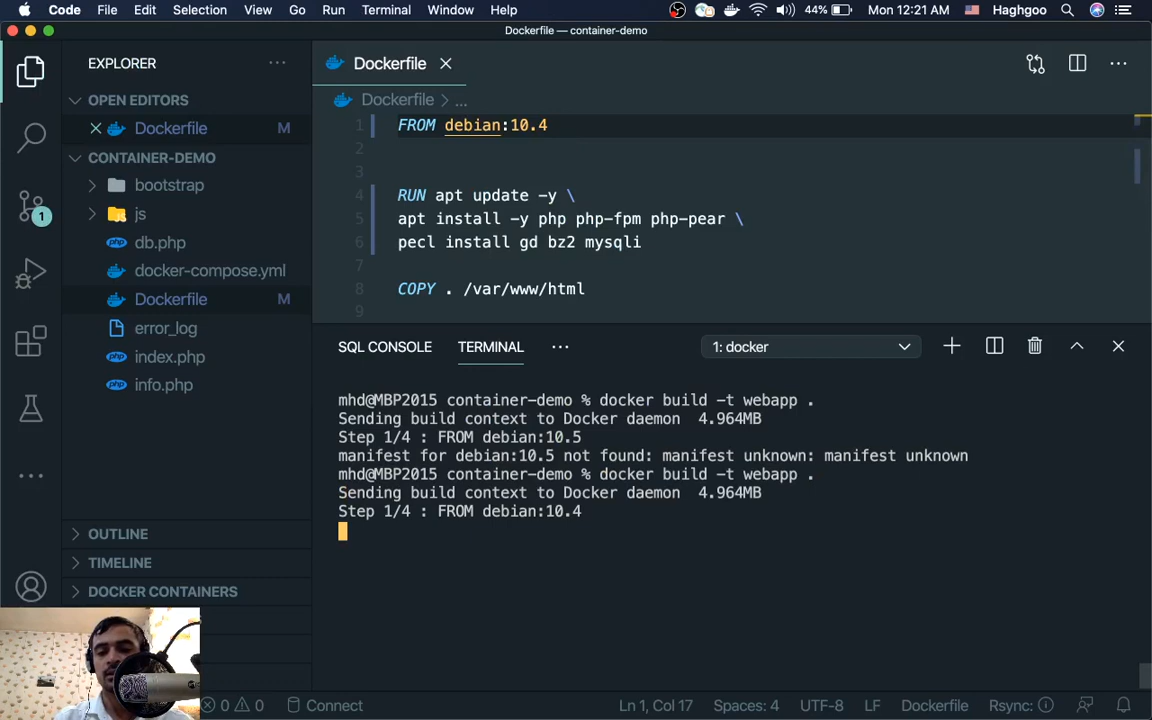 Code File Edit Selection View Go Run Terminal Window Help 44% Mon 12:21 AM Haghgoo
Dockerfile — container-demo
EXPLORER
Dockerfile
OPEN EDITORS
Dockerfile M
Dockerfile > ...
CONTAINER-DEMO
bootstrap
js
db.php
docker-compose.yml
Dockerfile M
error_log
index.php
info.php
1 FROM debian:10.4
2
3
4 RUN apt update -y \
5 apt install -y php php-fpm php-pear \
6 pecl install gd bz2 mysqli
7
8 COPY . /var/www/html
9
SQL CONSOLE TERMINAL ... 1: docker
mhd@MBP2015 container-demo % docker build -t webapp .
Sending build context to Docker daemon 4.964MB
Step 1/4 : FROM debian:10.5
manifest for debian:10.5 not found: manifest unknown: manifest unknown
mhd@MBP2015 container-demo % docker build -t webapp .
Sending build context to Docker daemon 4.964MB
Step 1/4 : FROM debian:10.4
1
OUTLINE
TIMELINE
DOCKER CONTAINERS
0 0 Connect Ln 1, Col 17 Spaces: 4 UTF-8 LF Dockerfile Rsync: